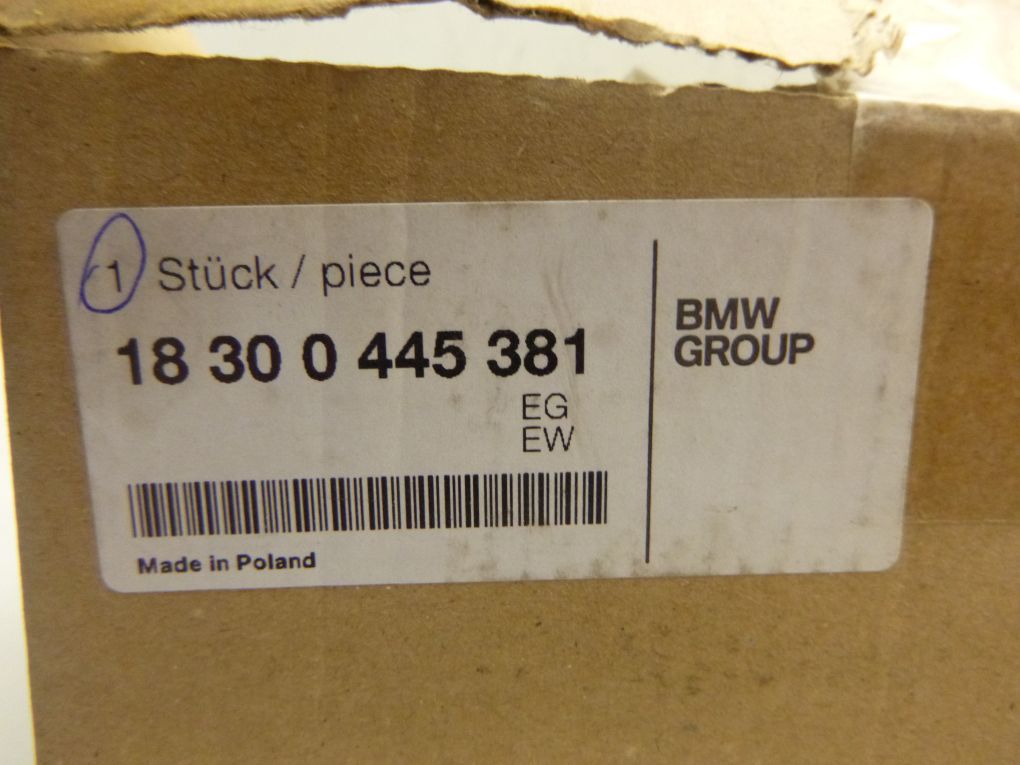 1 Stück / piece
18 30 0 445 381
EG
EW
Made in Poland
BMW
GROUP